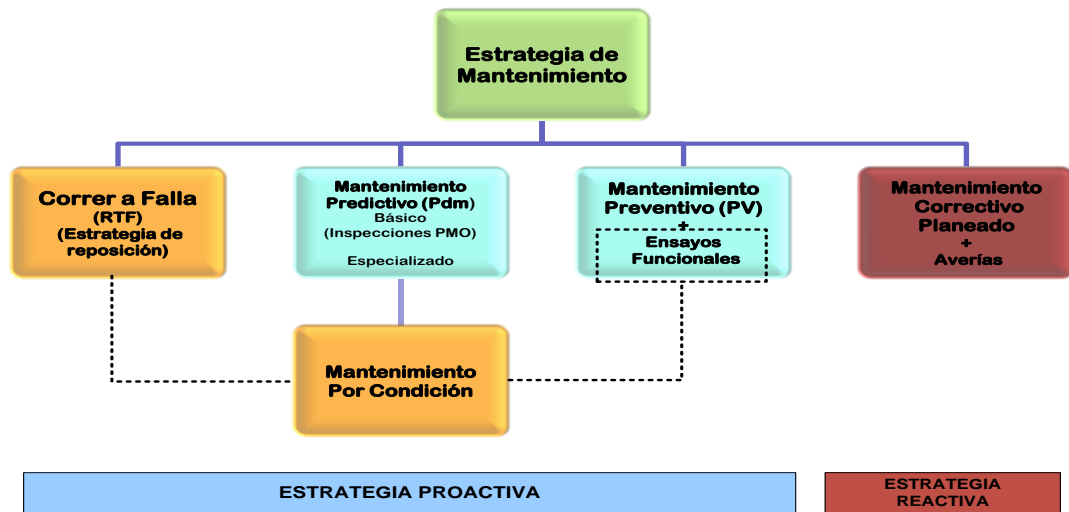 Estrategia de
Mantenimiento
Correr a Falla
(RTF)
(Estrategia de
reposición)
Mantenimiento
Predictivo (Pdm)
Básico
(Inspecciones PMO)
Especializado
Mantenimiento
Preventivo (PV)
+
Ensayos
Funcionales
Mantenimiento
Correctivo
Planeado
+
Averías
Mantenimiento
Por Condición
ESTRATEGIA PROACTIVA
ESTRATEGIA
REACTIVA